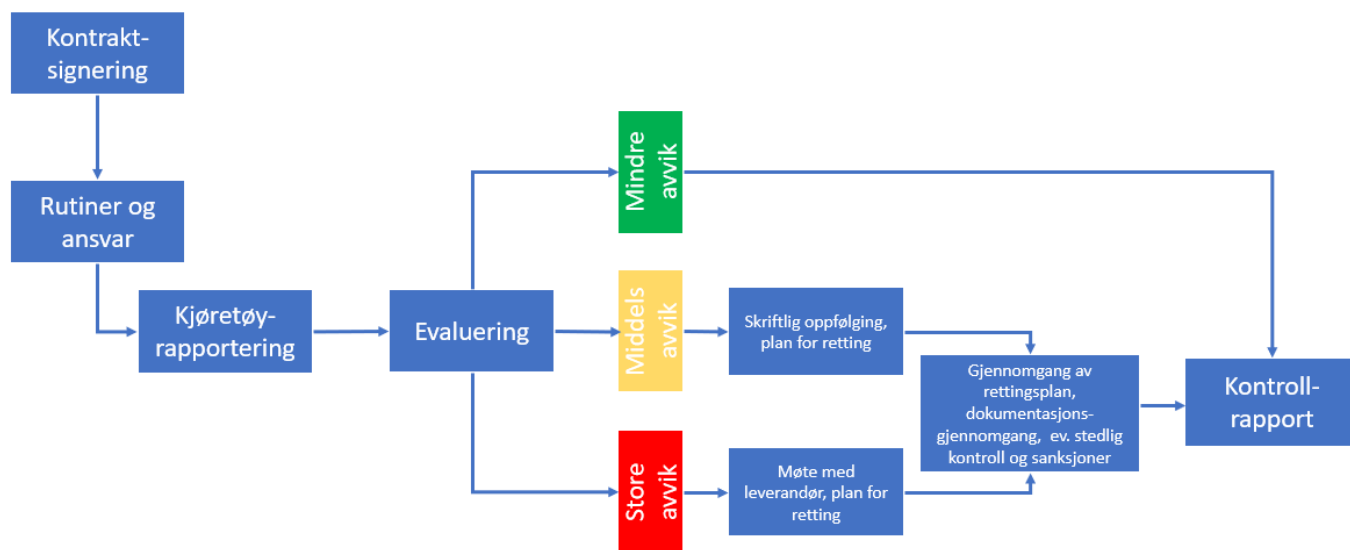 Kontrakt-
signering
Rutiner og
ansvar
Kjøretøy-
rapportering
Evaluering
Mindre
avvik
Middels
avvik
Store
avvik
Skriftlig oppfølging,
plan for retting
Møte med
leverandør, plan for
retting
Gjennomgang av
rettingsplan,
dokumentasjons-
gjennomgang,  ev. stedlig
kontroll og sanksjoner
Kontroll-
rapport